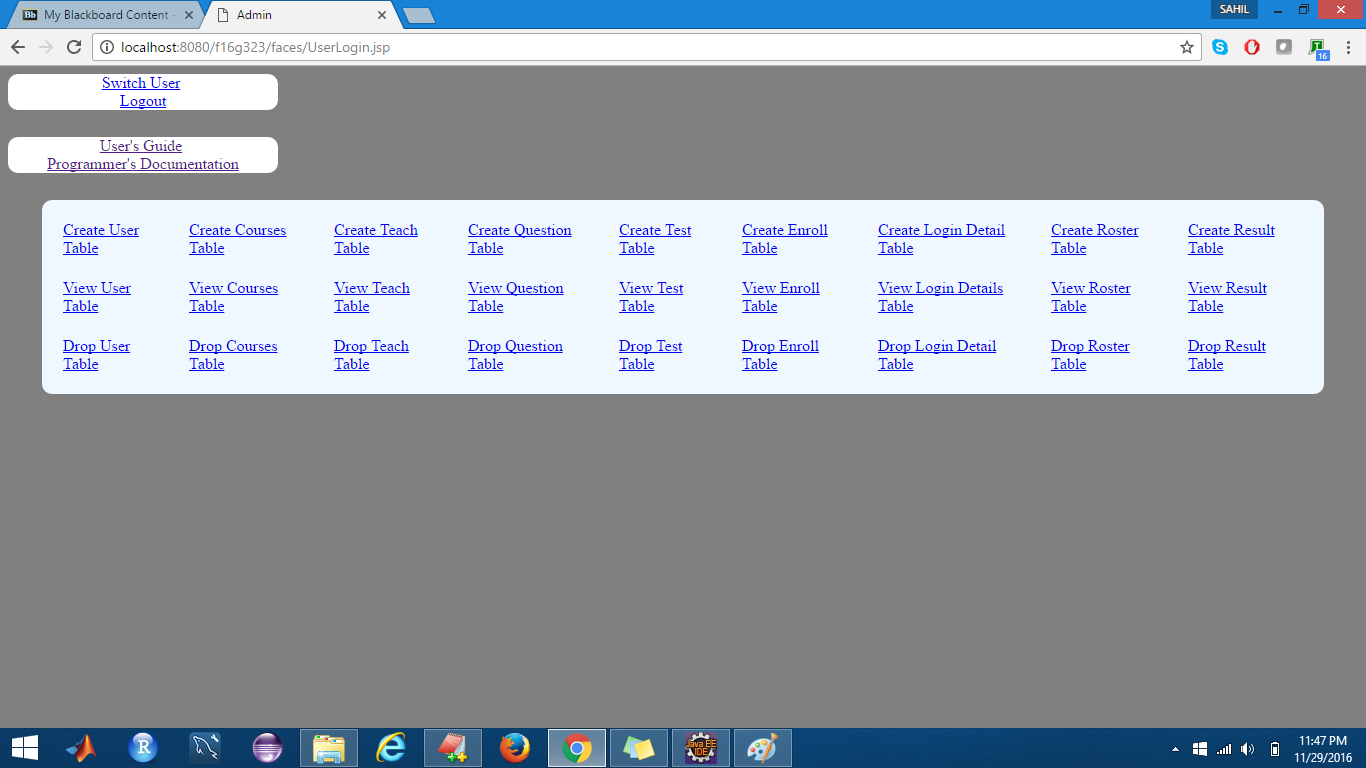 My Blackboard Content -
Admin
SAHIL
localhost:8080/f16g323/faces/UserLogin.jsp
16
Switch User
Logout
User's Guide
Programmer's Documentation
Create User Table
Create Courses Table
Create Teach Table
Create Question Table
Create Test Table
Create Enroll Table
Create Login Detail Table
Create Roster Table
Create Result Table
View User Table
View Courses Table
View Teach Table
View Question Table
View Test Table
View Enroll Table
View Login Details Table
View Roster Table
View Result Table
Drop User Table
Drop Courses Table
Drop Teach Table
Drop Question Table
Drop Test Table
Drop Enroll Table
Drop Login Detail Table
Drop Roster Table
Drop Result Table
Java EE
IDE
11:47 PM
11/29/2016